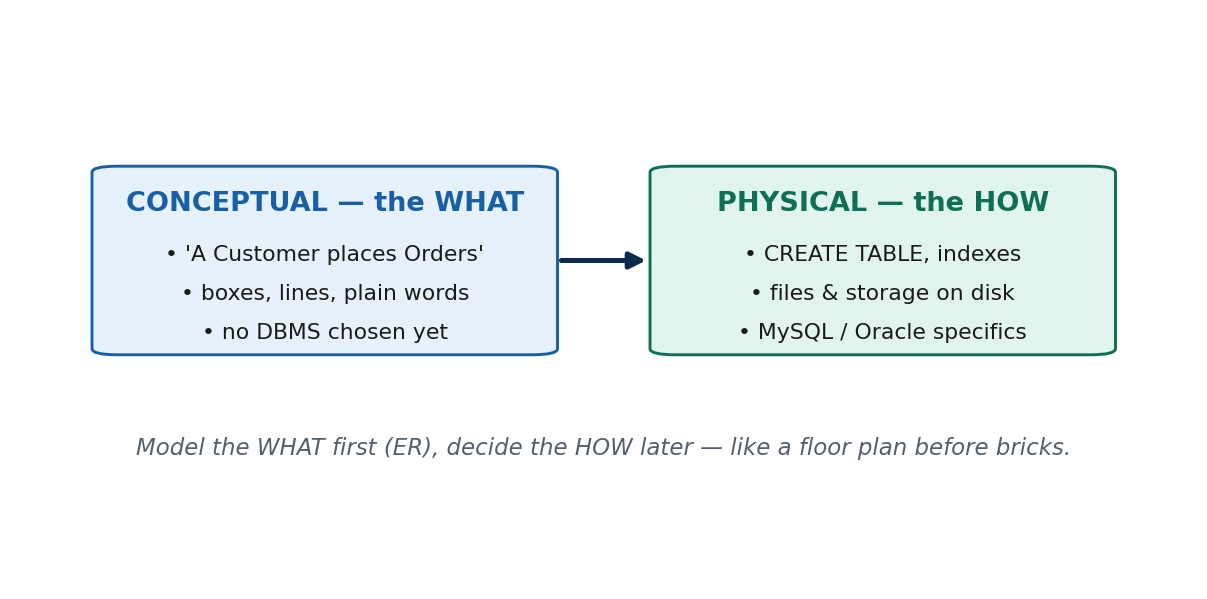 CONCEPTUAL — the WHAT
• 'A Customer places Orders'
• boxes, lines, plain words
• no DBMS chosen yet
PHYSICAL — the HOW
• CREATE TABLE, indexes
• files & storage on disk
• MySQL / Oracle specifics
Model the WHAT first (ER), decide the HOW later — like a floor plan before bricks.